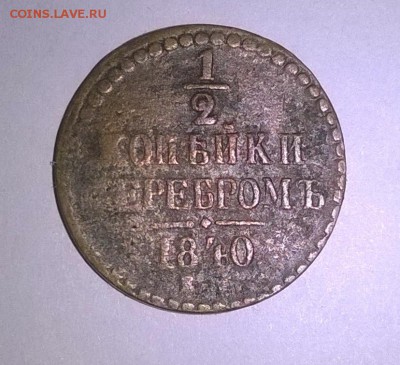 COINS.LAVE.RU
1
2
КОПѢЙКИ
СЕРЕБРОМЪ
1840